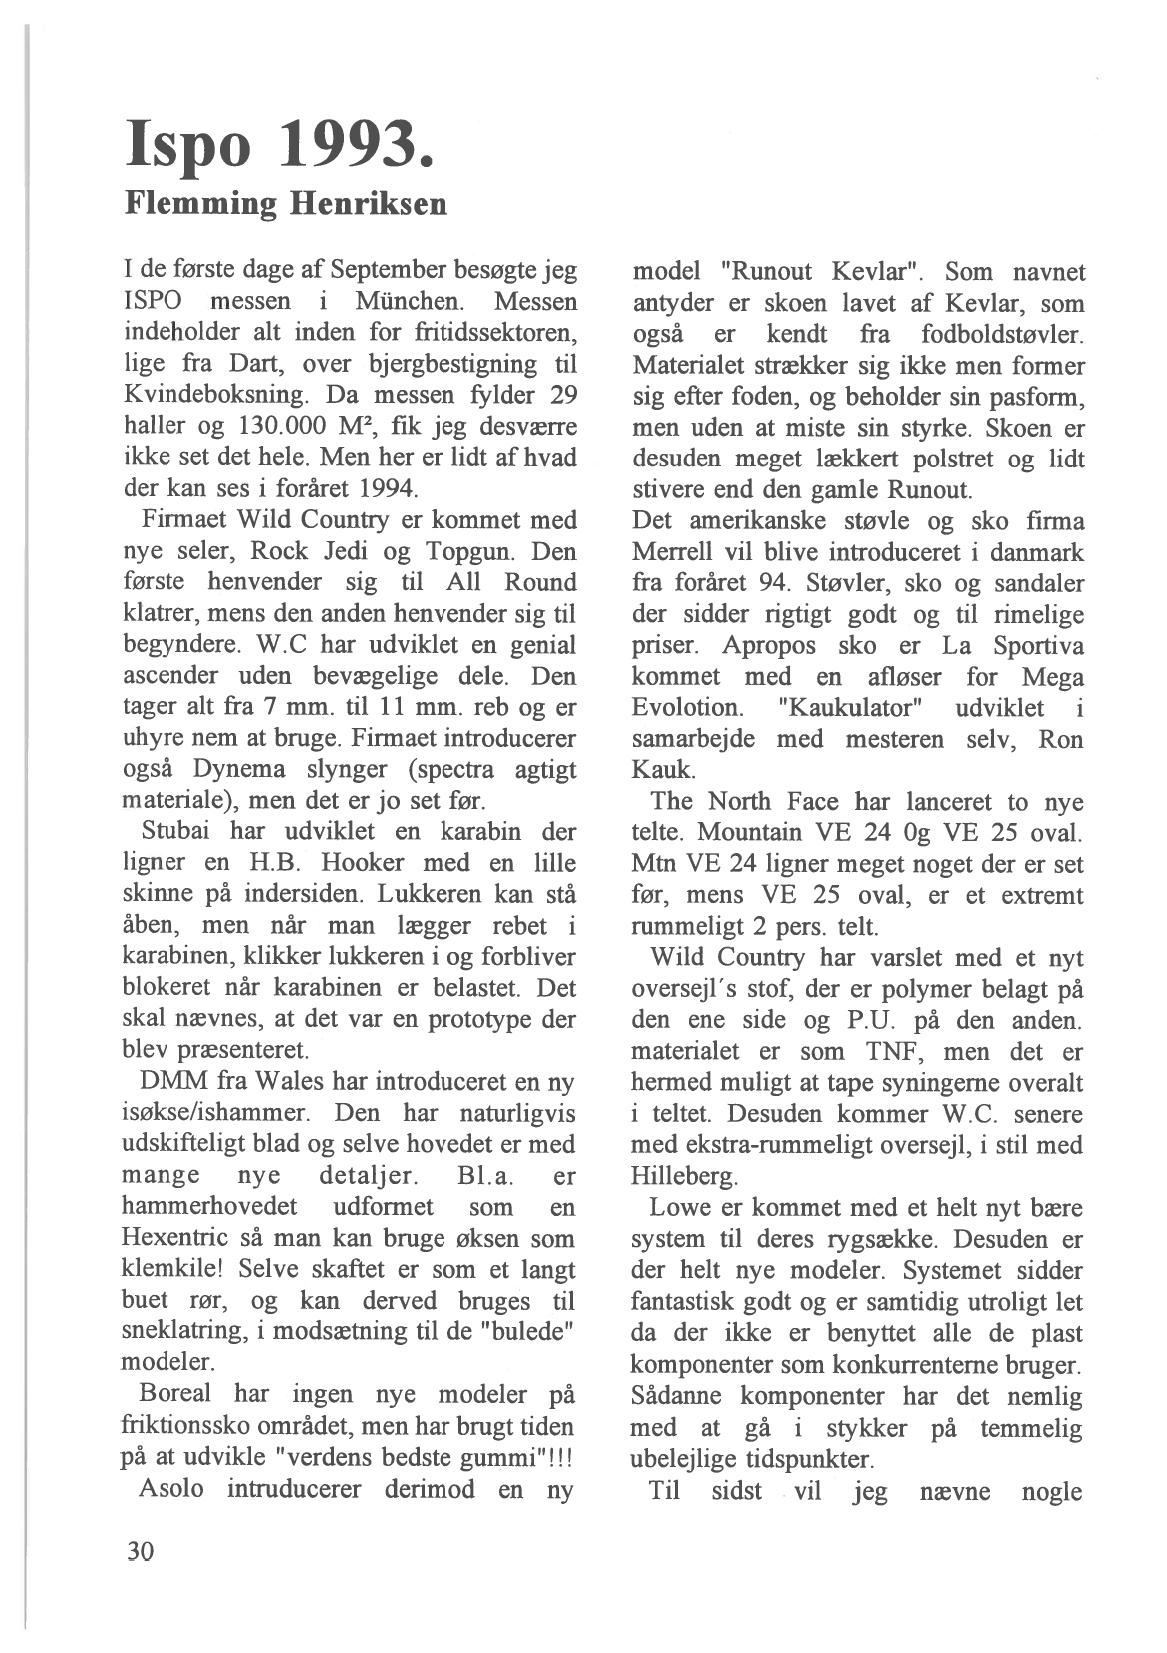 Ispo 1993.
Flemming Henriksen
I de første dage af September besøgte jeg
ISPO messen i München. Messen
indeholder alt inden for fritidssektoren,
lige fra Dart, over bjergbestigning til
Kvindeboksning. Da messen fylder 29
haller og 130.000 M², fik jeg desværre
ikke set det hele. Men her er lidt af hvad
der kan ses i foråret 1994.
Firmaet Wild Country er kommet med
nye seler, Rock Jedi og Topgun. Den
første henvender sig til All Round
klatrer, mens den anden henvender sig til
begyndere. W.C har udviklet en genial
ascender uden bevægelige dele. Den
tager alt fra 7 mm. til 11 mm. reb og er
uhyre nem at bruge. Firmaet introducerer
også Dynema slynger (spectra agtigt
materiale), men det er jo set før.
Stubai har udviklet en karabin der
ligner en H.B. Hooker med en lille
skinne på indersiden. Lukkeren kan stå
åben, men når man lægger rebet i
karabinen, klikker lukkeren i og forbliver
blokeret når karabinen er belastet. Det
skal nævnes, at det var en prototype der
blev præsenteret.
DMM fra Wales har introduceret en ny
isøkse/ishammer. Den har naturligvis
udskifteligt blad og selve hovedet er med
mange nye detaljer. Bl.a. er
hammerhovedet udformet som en
Hexentric så man kan bruge øksen som
klemkile! Selve skaftet er som et langt
buet rør, og kan derved bruges til
sneklatring, i modsætning til de "bulede"
modeler.
Boreal har ingen nye modeler på
friktionssko området, men har brugt tiden
på at udvikle "verdens bedste gummi"!!!
Asolo intruducerer derimod en ny
model "Runout Kevlar". Som navnet
antyder er skoen lavet af Kevlar, som
også er kendt fra fodboldstøvler.
Materialet strækker sig ikke men former
sig efter foden, og beholder sin pasform,
men uden at miste sin styrke. Skoen er
desuden meget lækkert polstret og lidt
stivere end den gamle Runout.
Det amerikanske støvle og sko firma
Merrell vil blive introduceret i danmark
fra foråret 94. Støvler, sko og sandaler
der sidder rigtigt godt og til rimelige
priser. Apropos sko er La Sportiva
kommet med en afløser for Mega
Evolotion. "Kaukulator" udviklet i
samarbejde med mesteren selv, Ron
Kauk.
The North Face har lanceret to nye
telte. Mountain VE 24 0g VE 25 oval.
Mtn VE 24 ligner meget noget der er set
før, mens VE 25 oval, er et extremt
rummeligt 2 pers. telt.
Wild Country har varslet med et nyt
oversejl´s stof, der er polymer belagt på
den ene side og P.U. på den anden.
materialet er som TNF, men det er
hermed muligt at tape syningerne overalt
i teltet. Desuden kommer W.C. senere
med ekstra-rummeligt oversejl, i stil med
Hilleberg.
Lowe er kommet med et helt nyt bære
system til deres rygsække. Desuden er
der helt nye modeler. Systemet sidder
fantastisk godt og er samtidig utroligt let
da der ikke er benyttet alle de plast
komponenter som konkurrenterne bruger.
Sådanne komponenter har det nemlig
med at gå i stykker på temmelig
ubelejlige tidspunkter.
Til sidst vil jeg nævne nogle
30